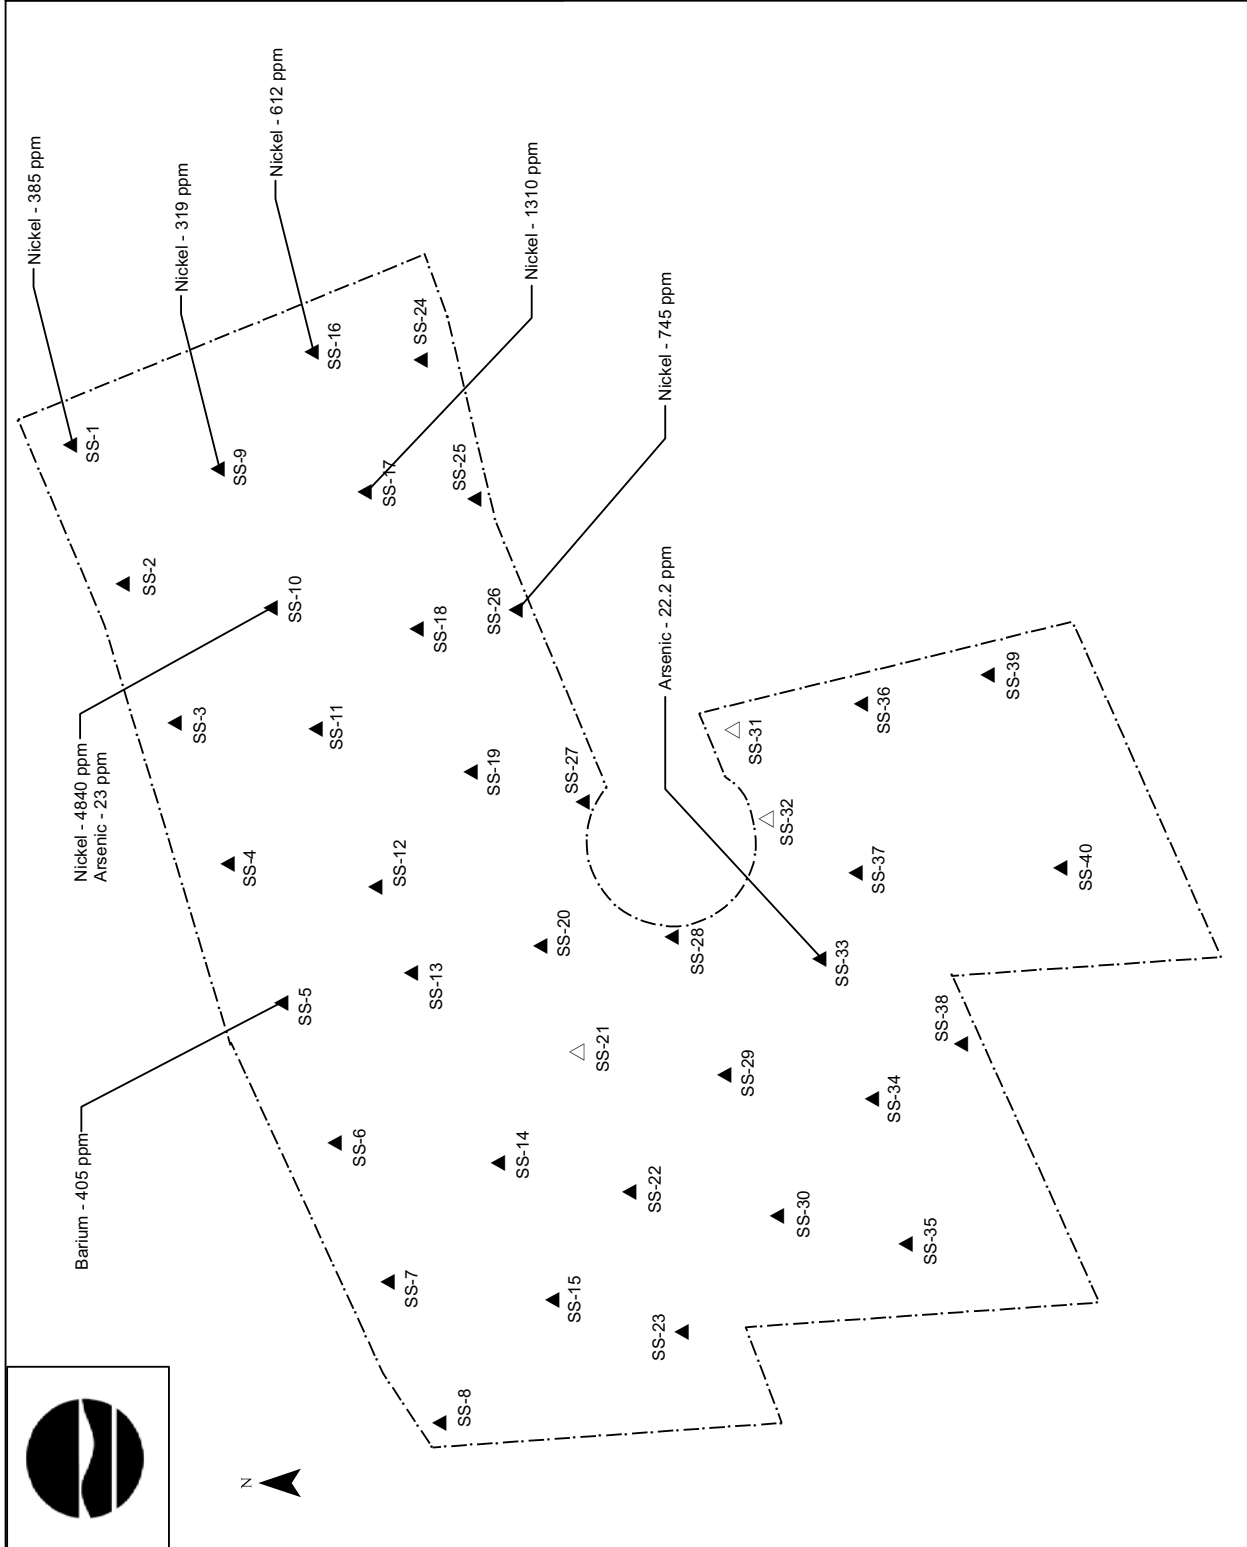 N
Barium - 405 ppm
Nickel - 4840 ppm
Arsenic - 23 ppm
Nickel - 385 ppm
Nickel - 319 ppm
Nickel - 612 ppm
Nickel - 1310 ppm
Nickel - 745 ppm
Arsenic - 22.2 ppm
SS-1
SS-2
SS-3
SS-4
SS-5
SS-6
SS-7
SS-8
SS-9
SS-10
SS-11
SS-12
SS-13
SS-14
SS-15
SS-16
SS-17
SS-18
SS-19
SS-20
SS-21
SS-22
SS-23
SS-24
SS-25
SS-26
SS-27
SS-28
SS-29
SS-30
SS-31
SS-32
SS-33
SS-34
SS-35
SS-36
SS-37
SS-38
SS-39
SS-40